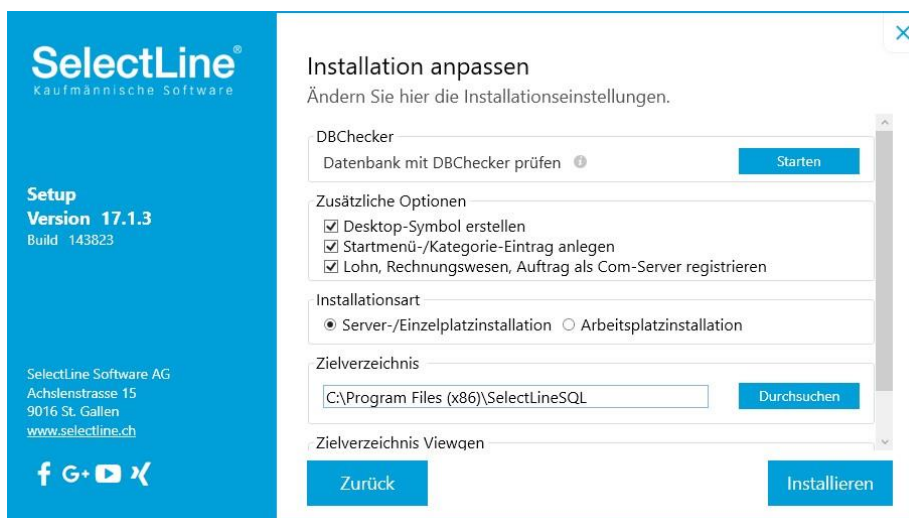 SelectLine®
Kaufmännische Software
Setup
Version 17.1.3
Build 143823
SelectLine Software AG
Achslenstrasse 15
9016 St. Gallen
www.selectline.ch
f G+
Installation anpassen
Ändern Sie hier die Installationseinstellungen.
DBChecker
Datenbank mit DBChecker prüfen
Starten
Zusätzliche Optionen
Desktop-Symbol erstellen
Startmenü-/Kategorie-Eintrag anlegen
Lohn, Rechnungswesen, Auftrag als Com-Server registrieren
Installationsart
Server-/Einzelplatzinstallation Arbeitsplatzinstallation
Zielverzeichnis
C:\Program Files (x86)\SelectLineSQL
Durchsuchen
Zielverzeichnis Viewgen
Zurück
Installieren